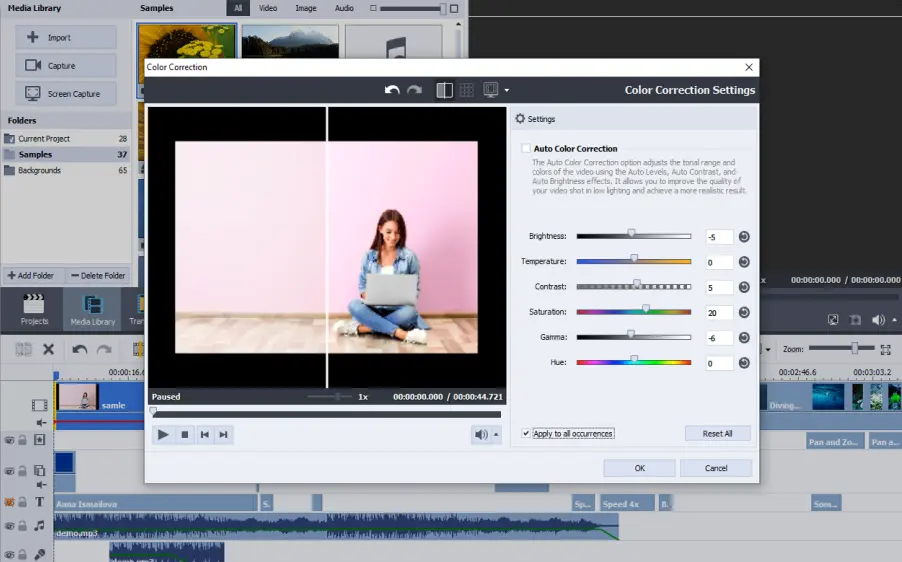 Media Library
Samples
All
Video
Image
Audio
Import
Capture
Screen Capture
Folders
Current Project 28
Samples 37
Backgrounds 65
Add Folder
Delete Folder
Projects
Media Library
Color Correction
Color Correction Settings
Settings
Auto Color Correction
The Auto Color Correction option adjusts the tonal range and
colors of the video using the Auto Levels, Auto Contrast, and
Auto Brightness effects. It allows you to improve the quality of
your video shot in low lighting and achieve a more realistic result.
Brightness: -5
Temperature: 0
Contrast: 5
Saturation: 20
Gamma: -6
Hue: 0
Paused
1x
00:00:00.000 / 00:00:44.721
Apply to all occurrences
Reset All
OK
Cancel
x
00:00:00.000 / 00:00:00.000
Zoom:
00:00:16.6
00:02:46.6
00:03:03.2
samle
Diving...
Pan and Zo...
Pan a...
T
Anna Ismailova
S.
Sp...
Speed 4x
Som...
demo.mp3